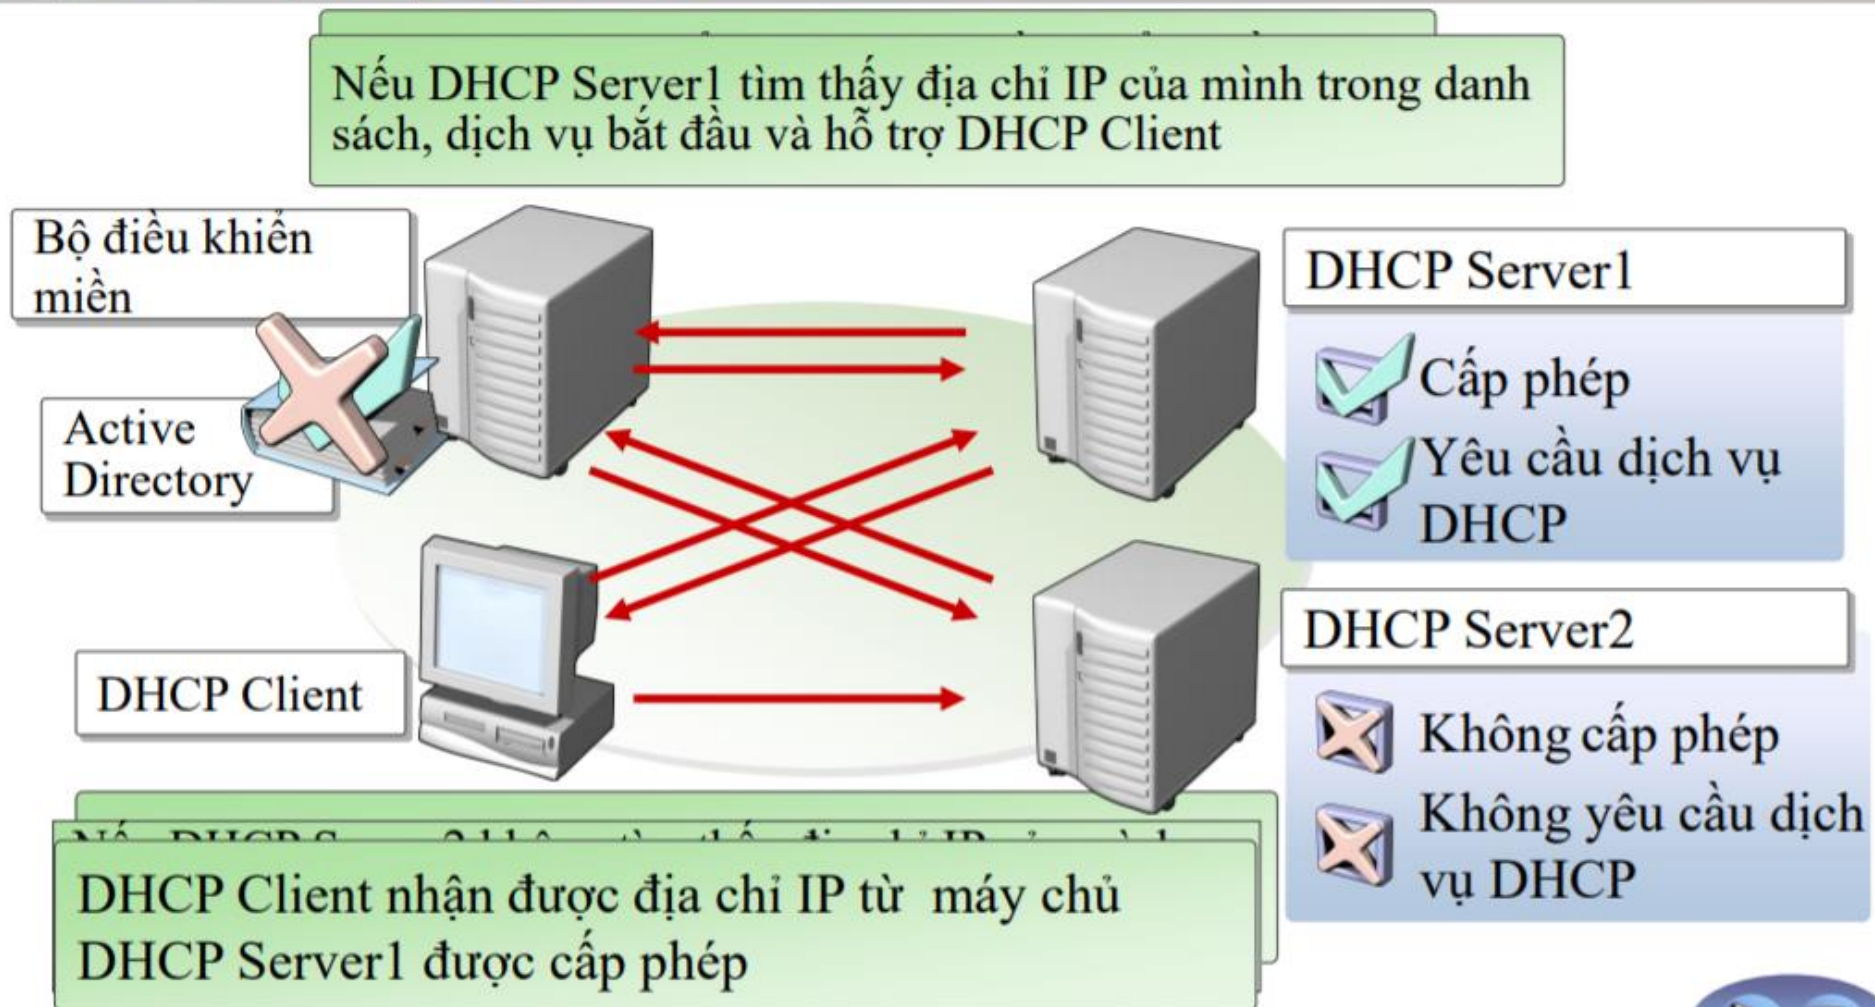 Nếu DHCP Server1 tìm thấy địa chỉ IP của mình trong danh
sách, dịch vụ bắt đầu và hỗ trợ DHCP Client
Bộ điều khiển
miền
DHCP Server1
Cấp phép
Active
Directory
Yêu cầu dịch vụ
DHCP
DHCP Server2
DHCP Client
Không cấp phép
Không yêu cầu dịch
vụ DHCP
DHCP Client nhận được địa chỉ IP từ máy chủ
DHCP Server1 được cấp phép